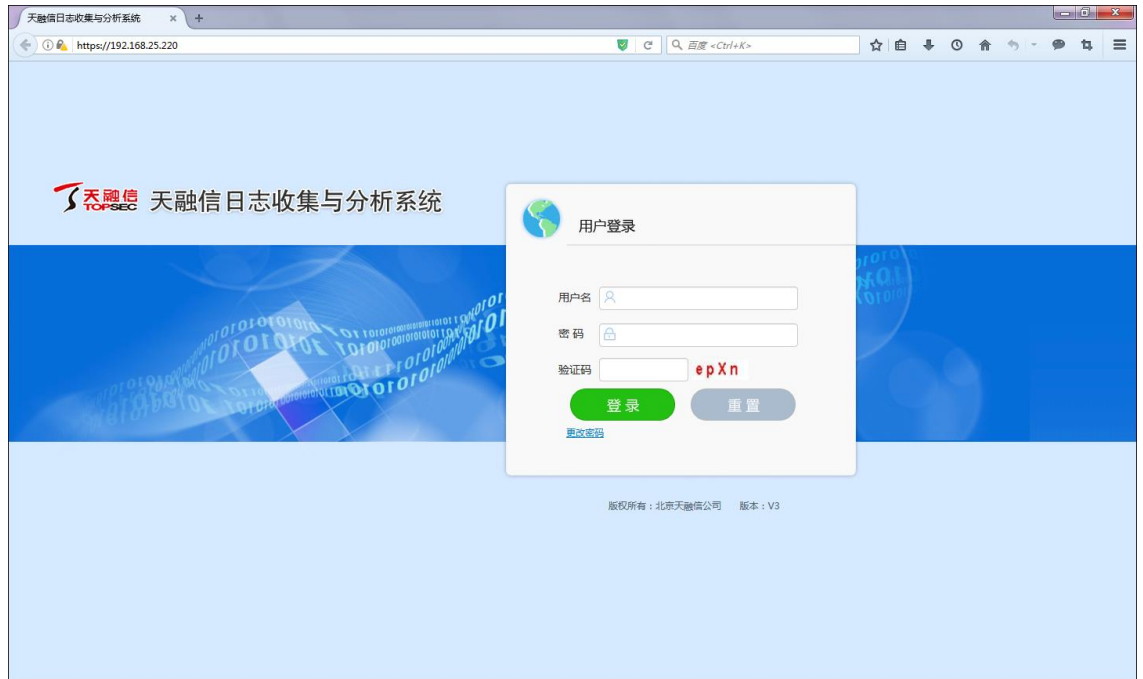 天融信日志收集与分析系统
https://192.168.25.220
百度 <Ctrl+K>
天融信
TOPSEC
天融信日志收集与分析系统
用户登录
用户名
密 码
验证码 epXn
登 录 重 置
更改密码
版权所有：北京天融信公司 版本：V3